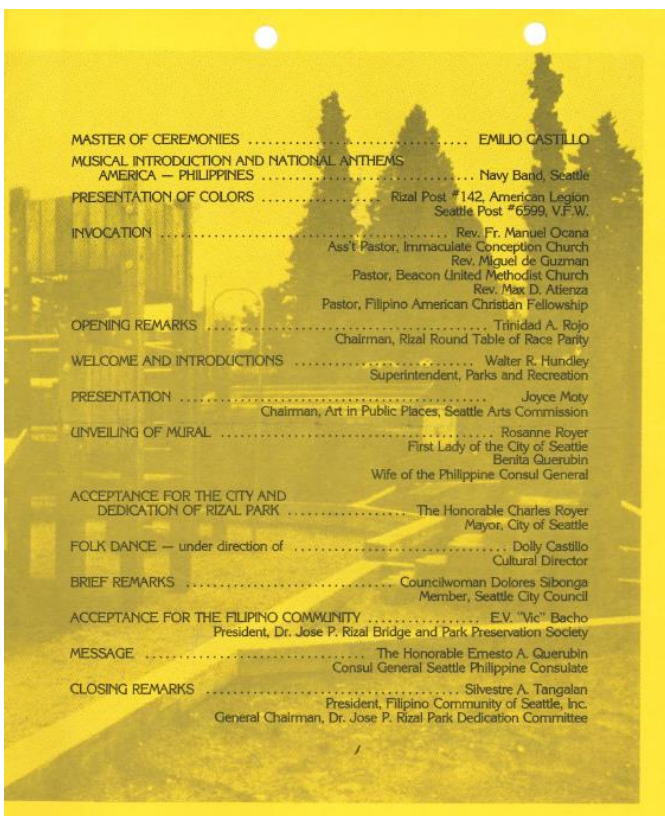 MASTER OF CEREMONIES ................................. EMILIO CASTILLO
MUSICAL INTRODUCTION AND NATIONAL ANTHEMS
AMERICA — PHILIPPINES ................................ Navy Band, Seattle
PRESENTATION OF COLORS ................... Rizal Post #142, American Legion
Seattle Post #6599, V.F.W.
INVOCATION ............................................ Rev. Fr. Manuel Ocana
Ass't Pastor, Immaculate Conception Church
Rev. Miguel de Guzman
Pastor, Beacon United Methodist Church
Rev. Max D. Atienza
Pastor, Filipino American Christian Fellowship
OPENING REMARKS .......................................... Trinidad A. Rojo
Chairman, Rizal Round Table of Race Parity
WELCOME AND INTRODUCTIONS ............................ Walter R. Hundley
Superintendent, Parks and Recreation
PRESENTATION .............................................. Joyce Moty
Chairman, Art in Public Places, Seattle Arts Commission
UNVEILING OF MURAL ........................................ Rosanne Royer
First Lady of the City of Seattle
Benita Querubin
Wife of the Philippine Consul General
ACCEPTANCE FOR THE CITY AND
DEDICATION OF RIZAL PARK .................. The Honorable Charles Royer
Mayor, City of Seattle
FOLK DANCE — under direction of ................................ Dolly Castillo
Cultural Director
BRIEF REMARKS ............................... Councilwoman Dolores Sibonga
Member, Seattle City Council
ACCEPTANCE FOR THE FILIPINO COMMUNITY ................. E.V. "Vic" Bacho
President, Dr. Jose P. Rizal Bridge and Park Preservation Society
MESSAGE .................................. The Honorable Ernesto A. Querubin
Consul General Seattle Philippine Consulate
CLOSING REMARKS ...................................... Silvestre A. Tangalan
President, Filipino Community of Seattle, Inc.
General Chairman, Dr. Jose P. Rizal Park Dedication Committee